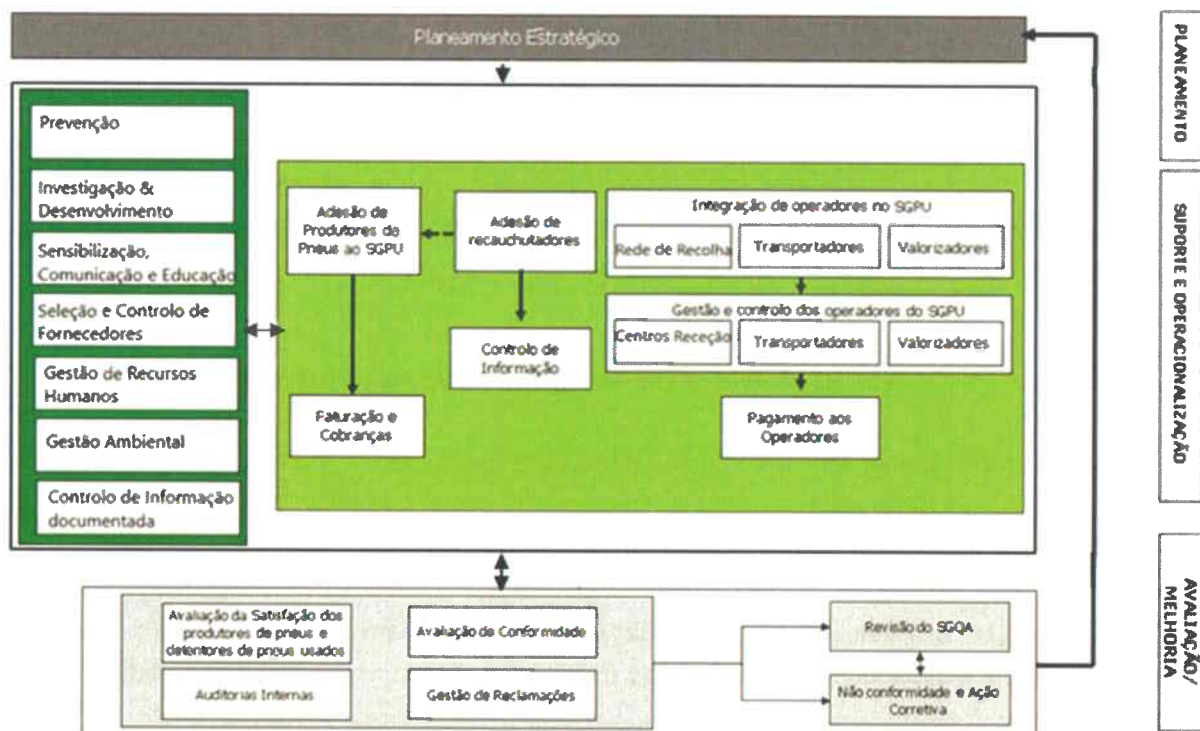 Planeamento Estratégico
PLANEAMENTO
Prevenção
Investigação &
Desenvolvimento
Sensibilização,
Comunicação e Educação
Seleção e Controlo de
Fornecedores
Gestão de Recursos
Humanos
Gestão Ambiental
Controlo de Informação
documentada
Adesão de
Produtores de
Pneus ao SGPU
Adesão de
recauchutadores
Controlo de
Informação
Faturação e
Cobranças
Integração de operadores no SGPU
Rede de Recolha
Transportadores
Valorizadores
Gestão e controlo dos operadores do SGPU
Centros Receção
Transportadores
Valorizadores
Pagamento aos
Operadores
SUPORTE E OPERACIONALIZAÇÃO
Avaliação da Satisfação dos
produtores de pneus e
detentores de pneus usados
Avaliação de Conformidade
Auditorias Internas
Gestão de Reclamações
Revisão do SGQA
Não conformidade e Ação
Corretiva
AVALIAÇÃO/
MELHORIA